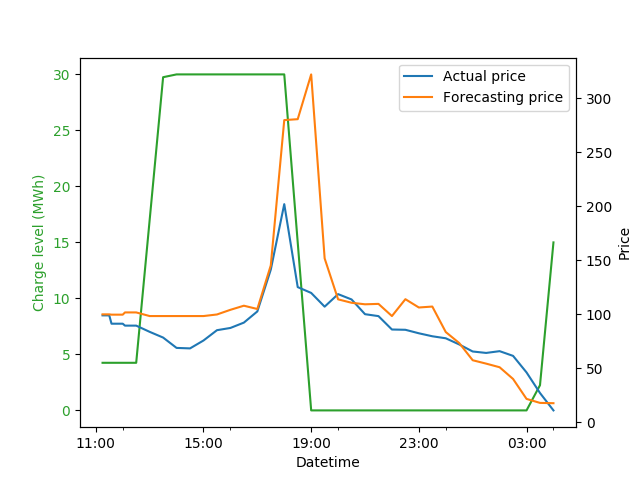 Actual price
Forecasting price
30
25
20
15
10
5
0
Charge level (MWh)
300
250
200
150
100
50
0
Price
11:00 15:00 19:00 23:00 03:00
Datetime